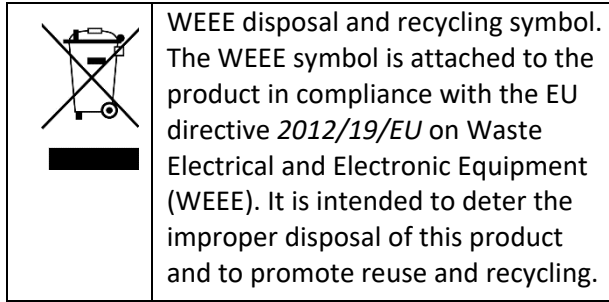 WEEE disposal and recycling symbol.
The WEEE symbol is attached to the
product in compliance with the EU
directive 2012/19/EU on Waste
Electrical and Electronic Equipment
(WEEE). It is intended to deter the
improper disposal of this product
and to promote reuse and recycling.